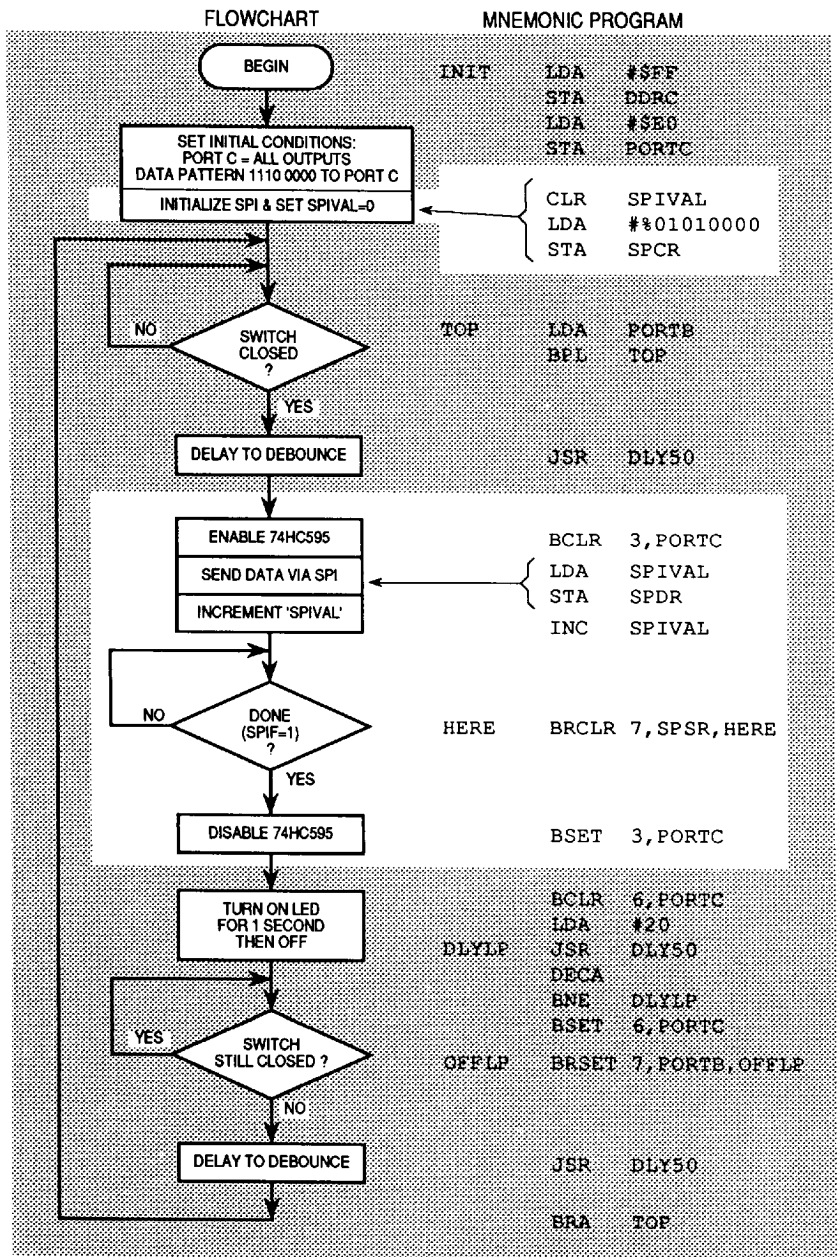 FLOWCHART
MNEMONIC PROGRAM
BEGIN
INIT LDA #$FF
STA DDRC
LDA #$E0
STA PORTC
SET INITIAL CONDITIONS:
PORT C = ALL OUTPUTS
DATA PATTERN 1110 0000 TO PORT C
INITIALIZE SPI & SET SPIVAL=0
CLR SPIVAL
LDA #%01010000
STA SPCR
NO
SWITCH
CLOSED
?
YES
TOP LDA PORTB
BPL TOP
DELAY TO DEBOUNCE
JSR DLY50
ENABLE 74HC595
SEND DATA VIA SPI
INCREMENT 'SPIVAL'
BCLR 3,PORTC
LDA SPIVAL
STA SPDR
INC SPIVAL
NO
DONE
(SPIF=1)
?
YES
HERE BRCLR 7,SPSR,HERE
DISABLE 74HC595
BSET 3,PORTC
TURN ON LED
FOR 1 SECOND
THEN OFF
BCLR 6,PORTC
LDA #20
DLYLP JSR DLY50
DECA
BNE DLYLP
BSET 6,PORTC
YES
SWITCH
STILL CLOSED ?
NO
OFFLP BRSET 7,PORTB,OFFLP
DELAY TO DEBOUNCE
JSR DLY50
BRA TOP